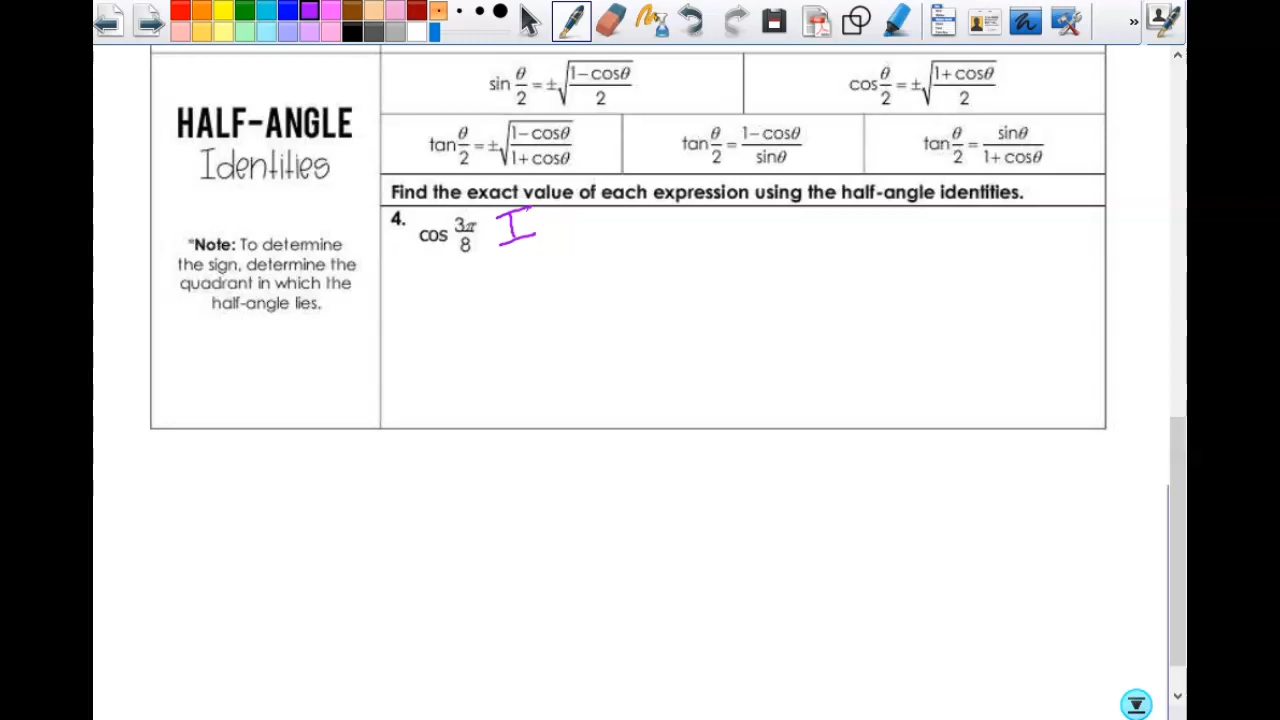 HALF-ANGLE
Identities
*Note: To determine
the sign, determine the
quadrant in which the
half-angle lies.
sin θ/2 = ±√((1−cosθ)/2)
cos θ/2 = ±√((1+cosθ)/2)
tan θ/2 = ±√((1−cosθ)/(1+cosθ))
tan θ/2 = (1−cosθ)/sinθ
tan θ/2 = sinθ/(1+cosθ)
Find the exact value of each expression using the half-angle identities.
4. cos 3π/8 I